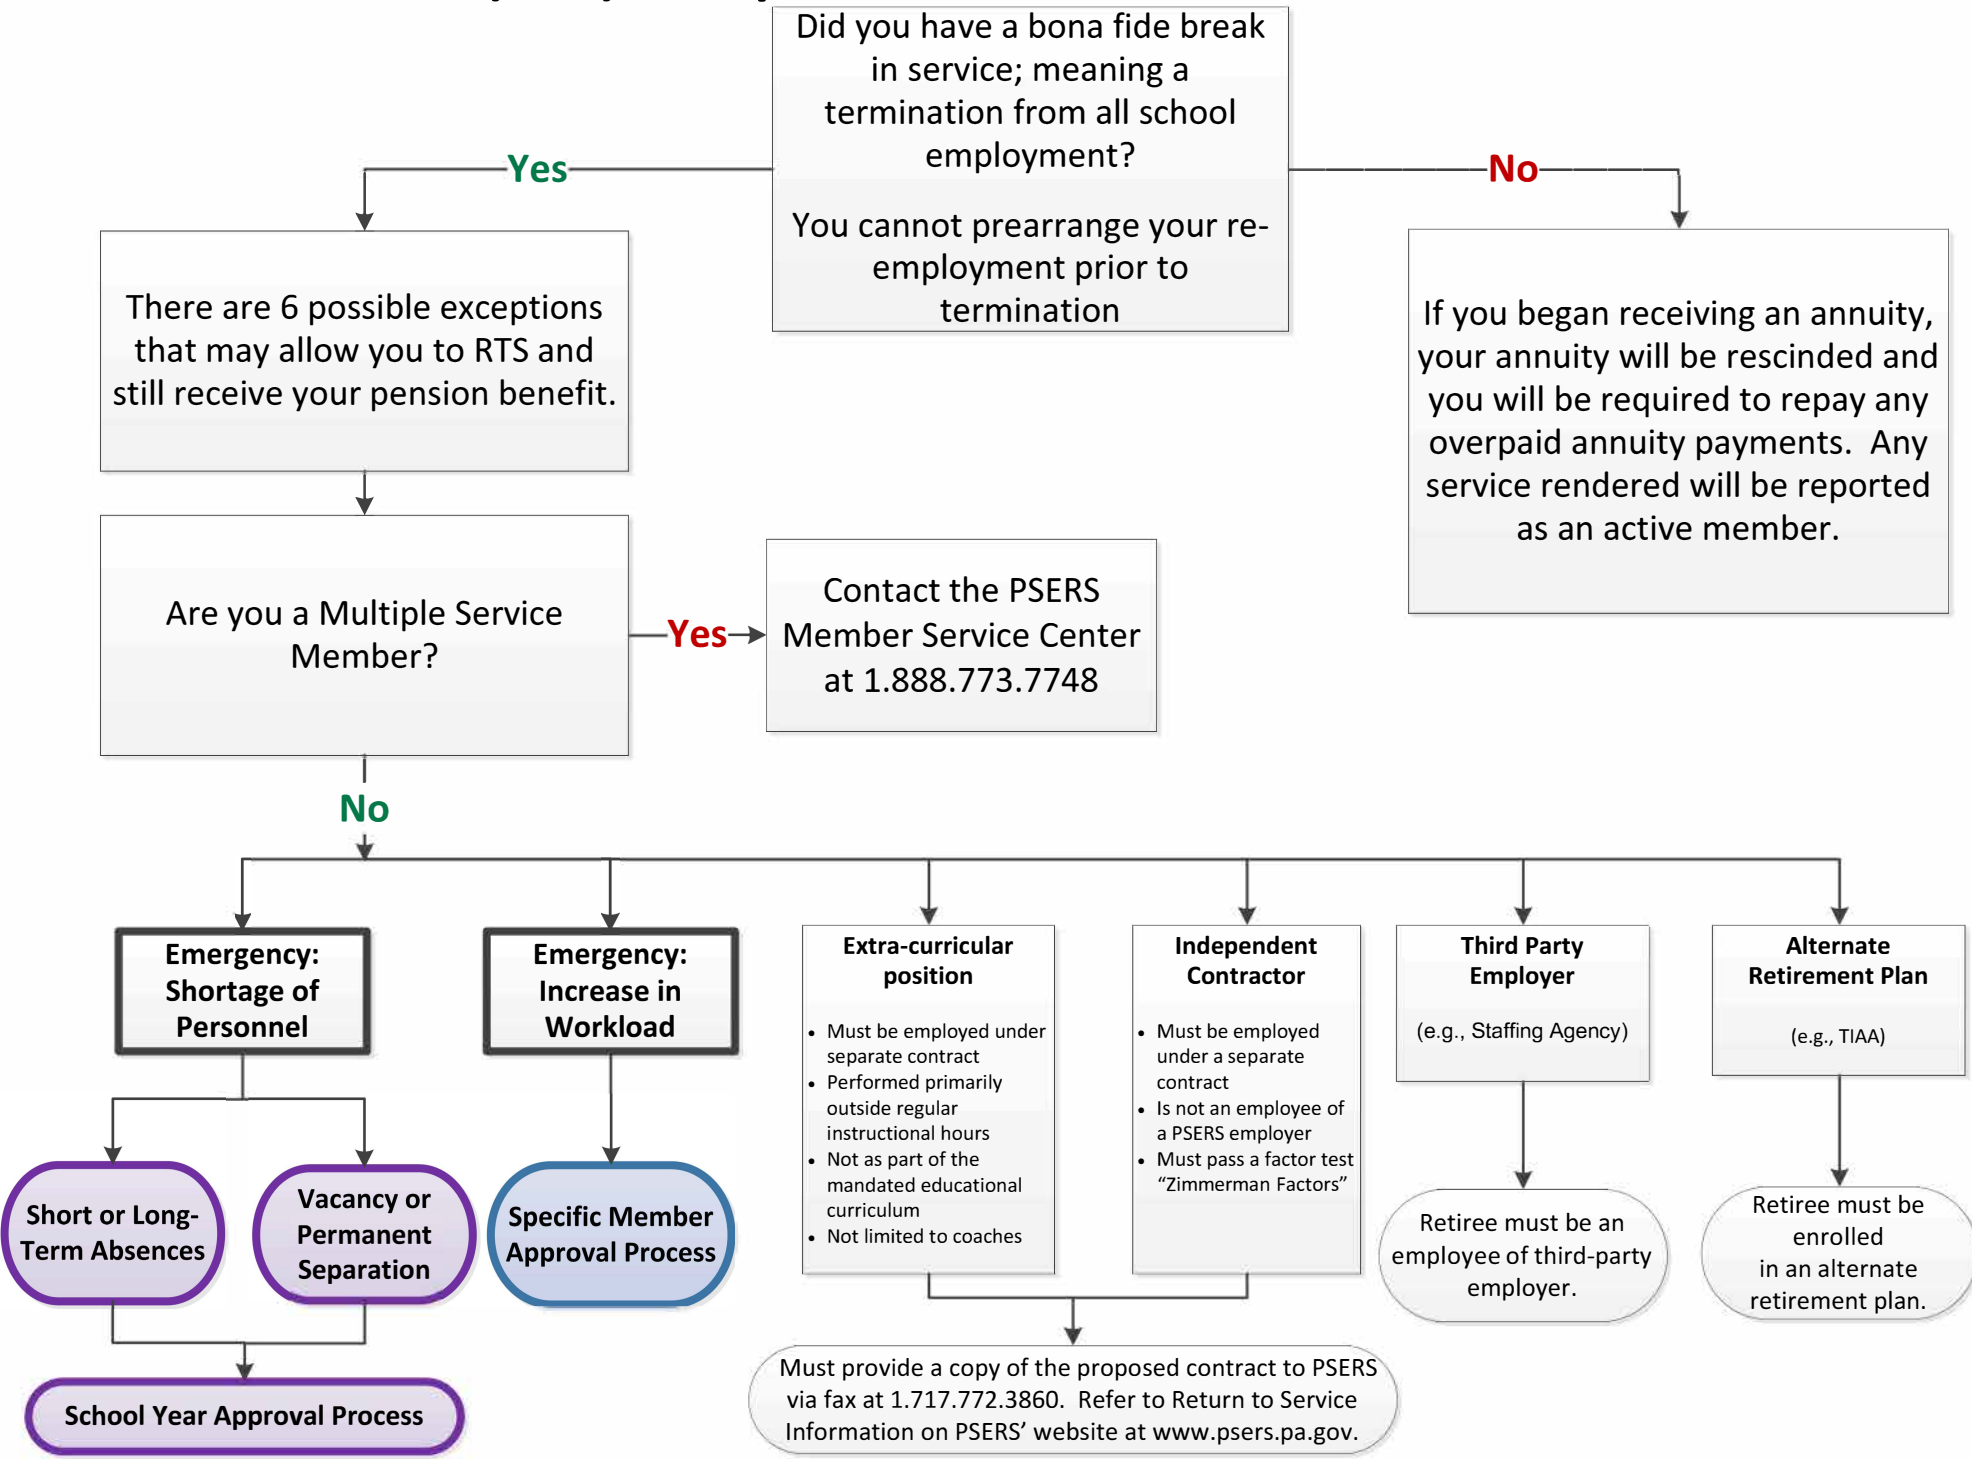 Did you have a bona fide break
in service; meaning a
termination from all school
employment?
You cannot prearrange your re-
employment prior to
termination
Yes
No
There are 6 possible exceptions
that may allow you to RTS and
still receive your pension benefit.
If you began receiving an annuity,
your annuity will be rescinded and
you will be required to repay any
overpaid annuity payments.  Any
service rendered will be reported
as an active member.
Are you a Multiple Service
Member?
Yes
Contact the PSERS
Member Service Center
at 1.888.773.7748
No
Emergency:
Shortage of
Personnel
Emergency:
Increase in
Workload
Extra-curricular
position
• Must be employed under
separate contract
• Performed primarily
outside regular
instructional hours
• Not as part of the
mandated educational
curriculum
• Not limited to coaches
Independent
Contractor
• Must be employed
under a separate
contract
• Is not an employee of
a PSERS employer
• Must pass a factor test
“Zimmerman Factors”
Third Party
Employer
(e.g., Staffing Agency)
Alternate
Retirement Plan
(e.g., TIAA)
Short or Long-
Term Absences
Vacancy or
Permanent
Separation
Specific Member
Approval Process
Retiree must be an
employee of third-party
employer.
Retiree must be
enrolled
in an alternate
retirement plan.
School Year Approval Process
Must provide a copy of the proposed contract to PSERS
via fax at 1.717.772.3860.  Refer to Return to Service
Information on PSERS’ website at www.psers.pa.gov.